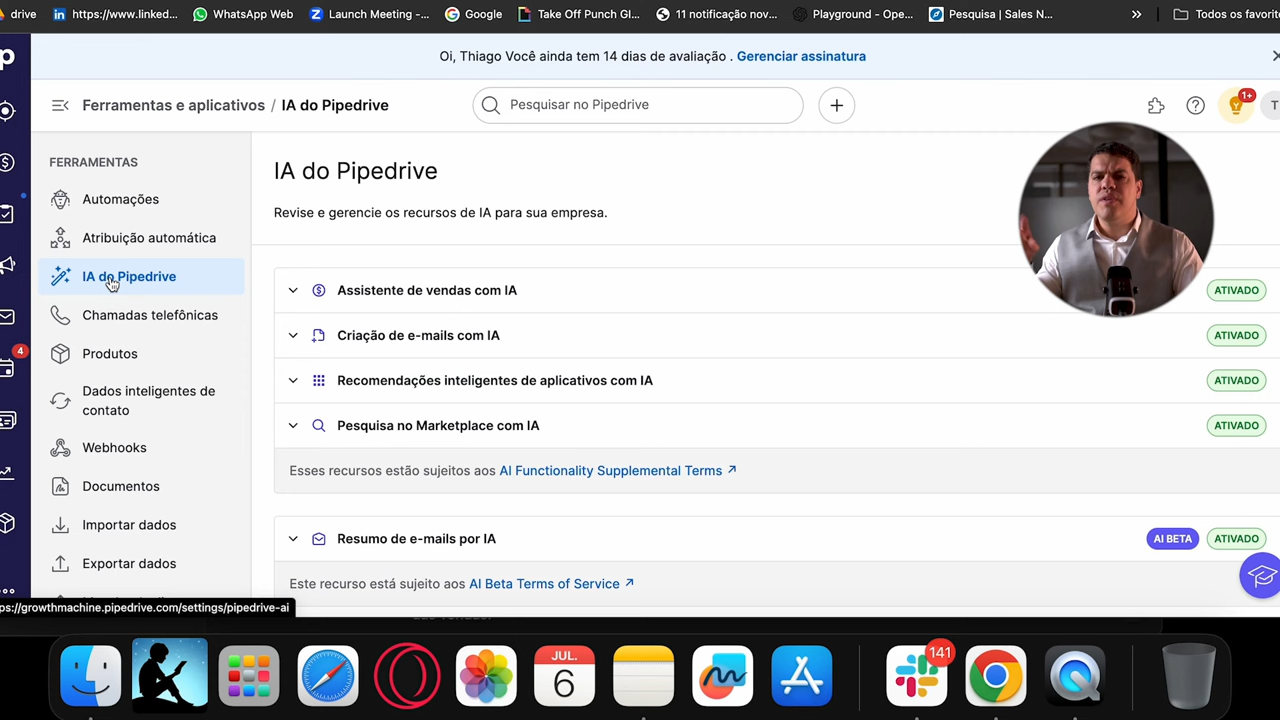 drive
https://www.linked...
WhatsApp Web
Launch Meeting -...
Google
Take Off Punch Gl...
11 notificação nov...
Playground - Ope...
Pesquisa | Sales N...
Todos os favorit
Oi, Thiago Você ainda tem 14 dias de avaliação . Gerenciar assinatura
Ferramentas e aplicativos / IA do Pipedrive
Pesquisar no Pipedrive
1+
T
FERRAMENTAS
Automações
Atribuição automática
IA do Pipedrive
Chamadas telefônicas
Produtos
Dados inteligentes de
contato
Webhooks
Documentos
Importar dados
Exportar dados
4
IA do Pipedrive
Revise e gerencie os recursos de IA para sua empresa.
Assistente de vendas com IA
ATIVADO
Criação de e-mails com IA
ATIVADO
Recomendações inteligentes de aplicativos com IA
ATIVADO
Pesquisa no Marketplace com IA
ATIVADO
Esses recursos estão sujeitos aos AI Functionality Supplemental Terms ↗
Resumo de e-mails por IA
AI BETA
ATIVADO
Este recurso está sujeito aos AI Beta Terms of Service ↗
ps://growthmachine.pipedrive.com/settings/pipedrive-ai
JUL.
6
141